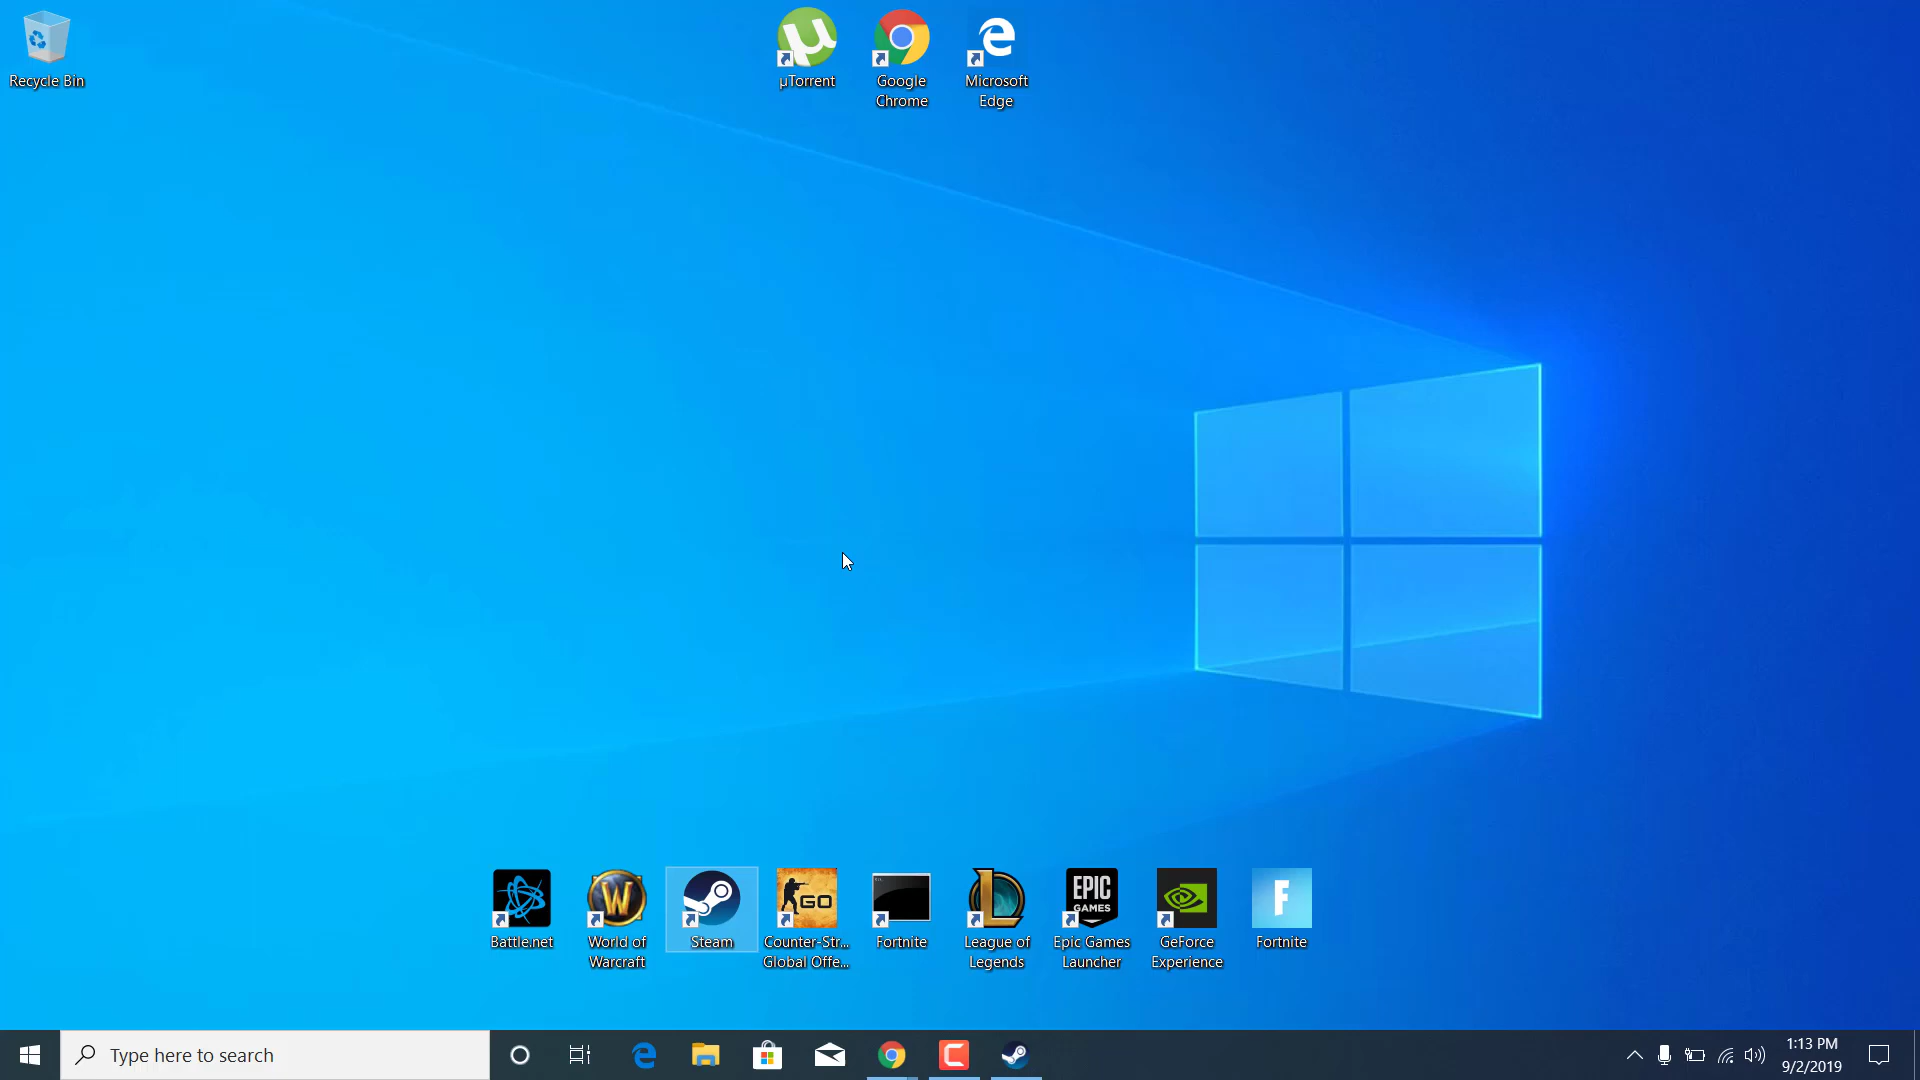 Recycle Bin
µTorrent
Google
Chrome
Microsoft
Edge
Battle.net
World of
Warcraft
Steam
GO
Counter-Str...
Global Offe...
Fortnite
League of
Legends
EPIC
GAMES
Epic Games
Launcher
GeForce
Experience
F
Fortnite
Type here to search
1:13 PM
9/2/2019